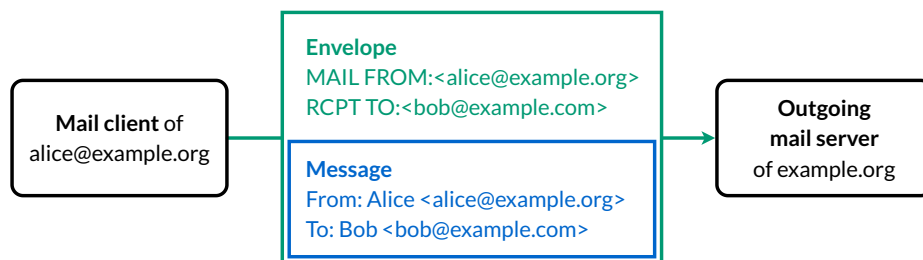 Mail client of
alice@example.org
Envelope
MAIL FROM:<alice@example.org>
RCPT TO:<bob@example.com>
Message
From: Alice <alice@example.org>
To: Bob <bob@example.com>
Outgoing
mail server
of example.org